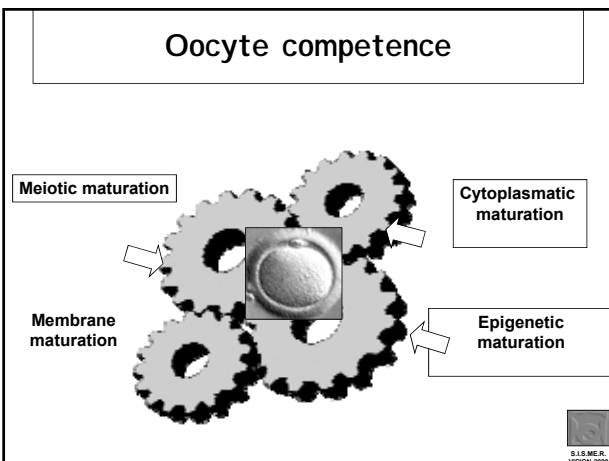 Oocyte competence
Meiotic maturation
Cytoplasmatic
maturation
Membrane
maturation
Epigenetic
maturation
S.I.S.ME.R.